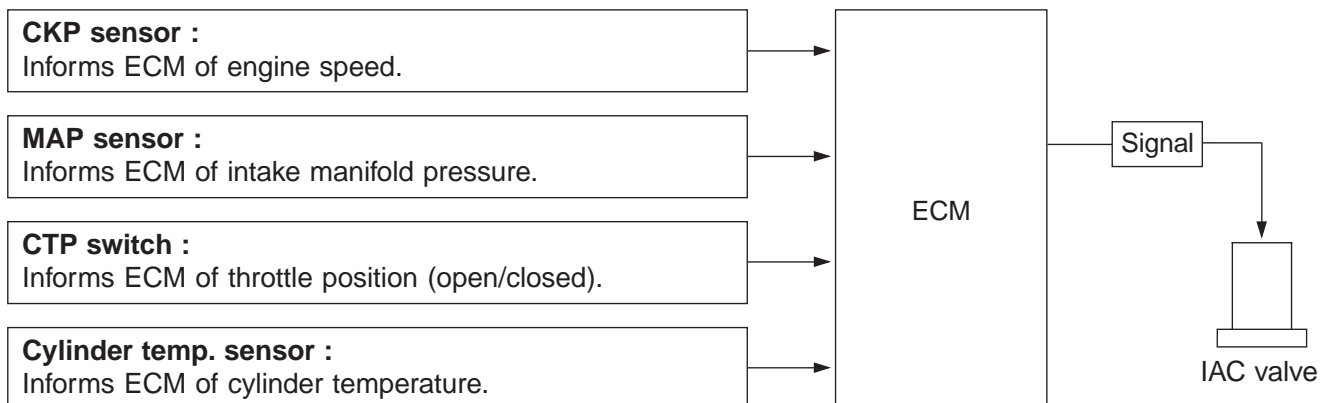 CKP sensor :
Informs ECM of engine speed.
MAP sensor :
Informs ECM of intake manifold pressure.
CTP switch :
Informs ECM of throttle position (open/closed).
Cylinder temp. sensor :
Informs ECM of cylinder temperature.
ECM
Signal
IAC valve